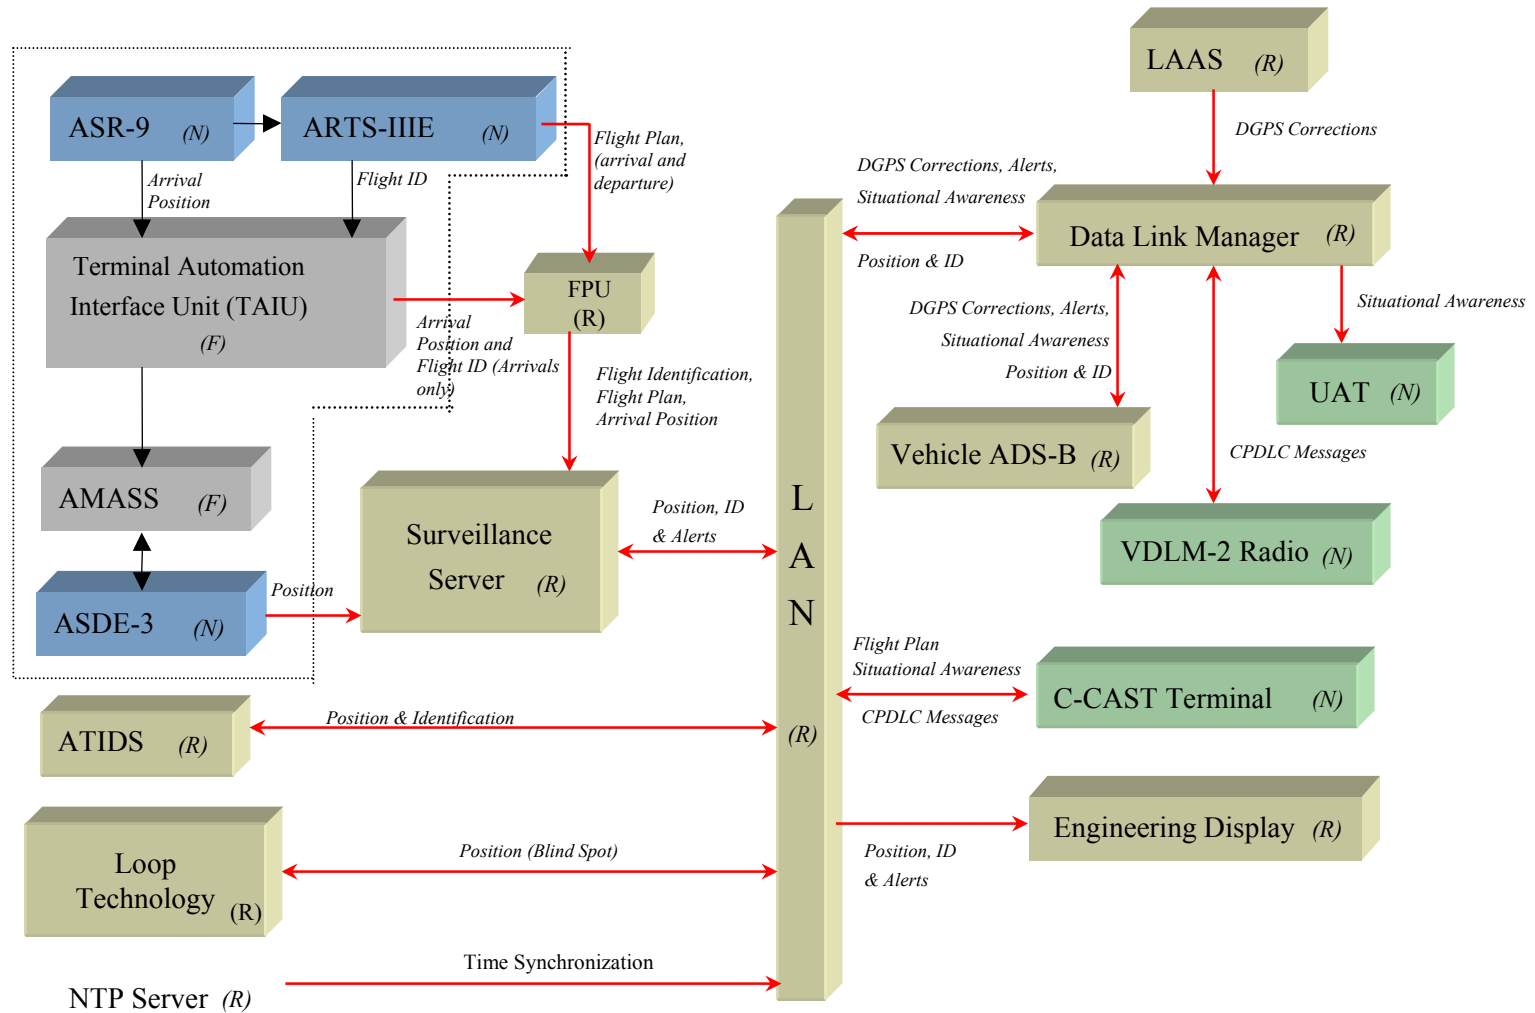 LAAS (R)
ASR-9 (N)
ARTS-IIIE (N)
Flight Plan,
(arrival and
departure)
DGPS Corrections
Arrival
Position
Flight ID
DGPS Corrections, Alerts,
Situational Awareness
Data Link Manager (R)
Position & ID
Terminal Automation
Interface Unit (TAIU)
(F)
FPU
(R)
Arrival
Position and
Flight ID (Arrivals
only)
DGPS Corrections, Alerts,
Situational Awareness
Position & ID
Situational Awareness
Flight Identification,
Flight Plan,
Arrival Position
UAT (N)
Vehicle ADS-B (R)
CPDLC Messages
AMASS (F)
Surveillance
Server (R)
Position, ID
& Alerts
L
A
N
(R)
VDLM-2 Radio (N)
ASDE-3 (N)
Position
Flight Plan
Situational Awareness
C-CAST Terminal (N)
CPDLC Messages
ATIDS (R)
Position & Identification
Engineering Display (R)
Position, ID
& Alerts
Loop
Technology (R)
Position (Blind Spot)
Time Synchronization
NTP Server (R)